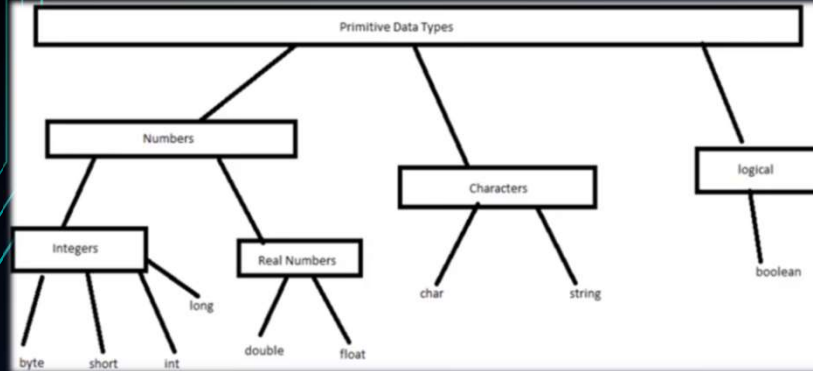 Primitive Data Types
Numbers
Characters
logical
Integers
Real Numbers
long
char
string
boolean
byte
short
int
double
float